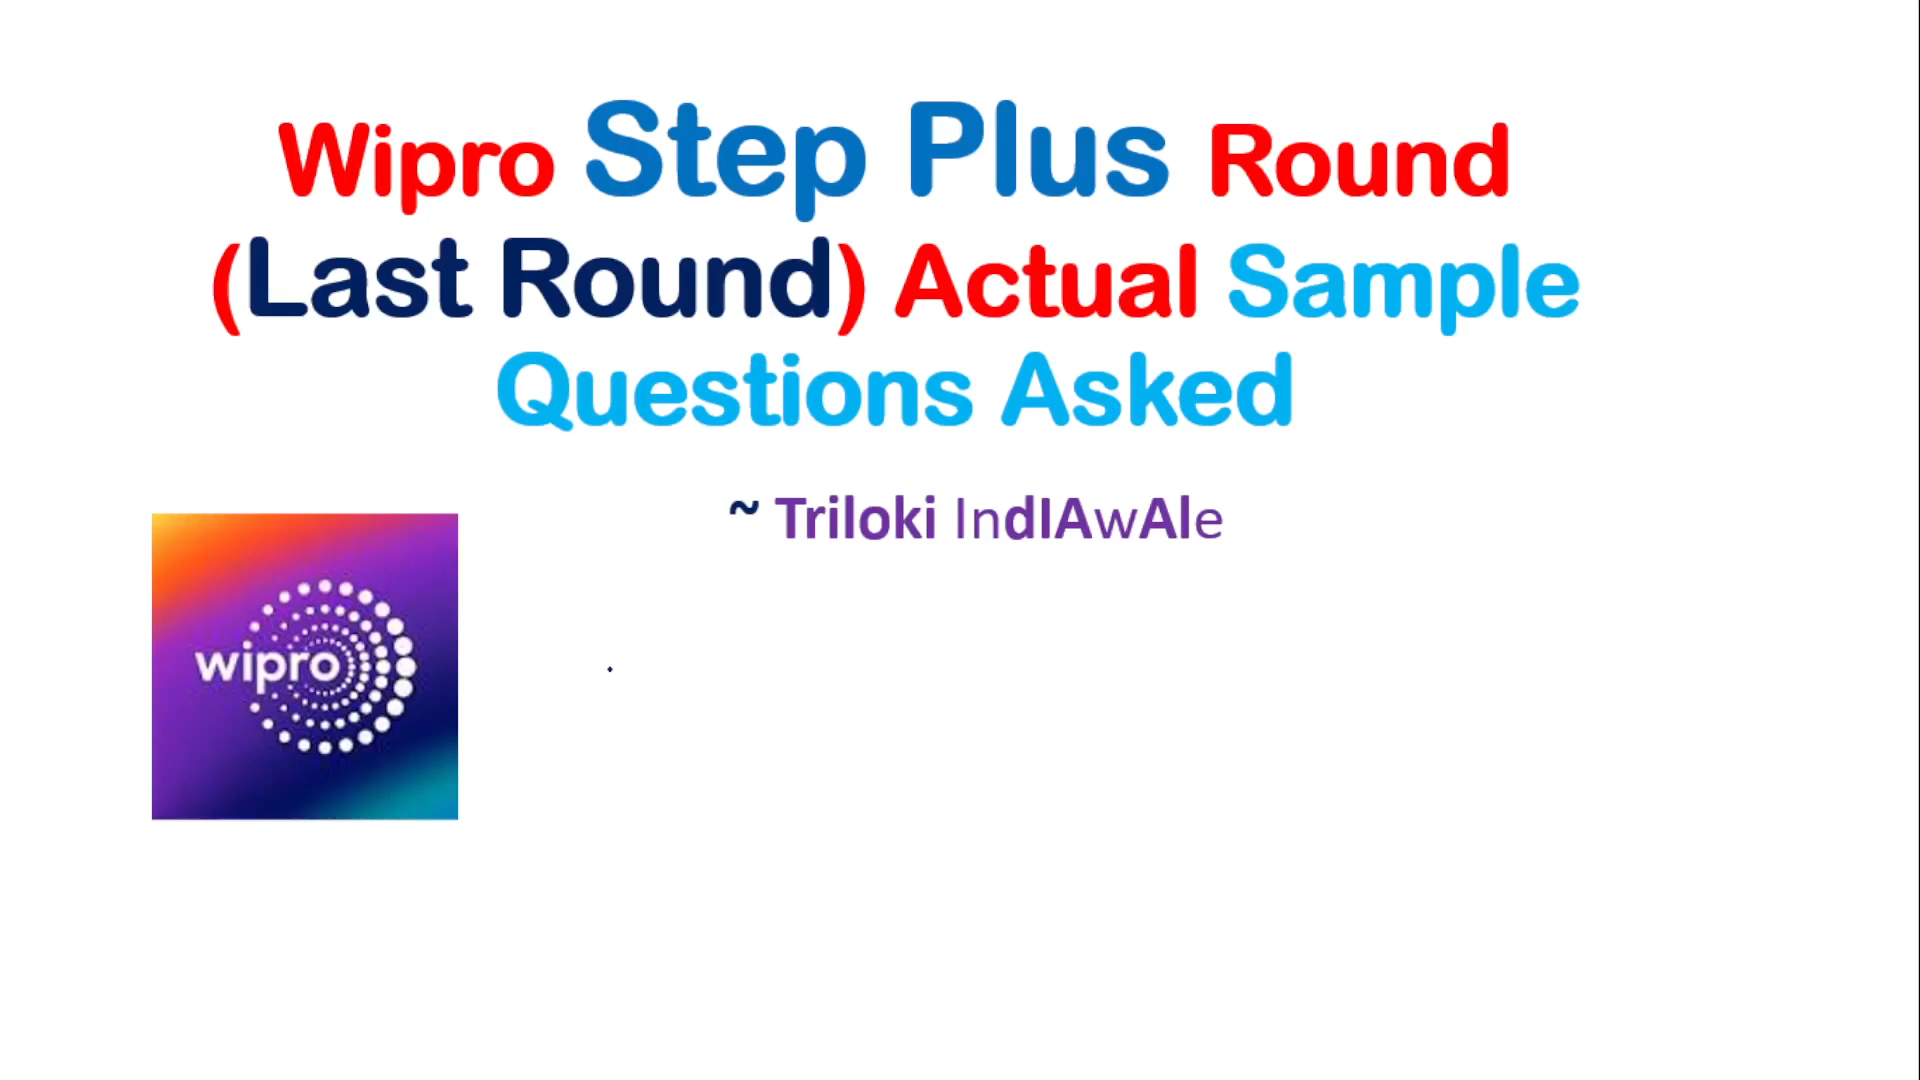 Wipro Step Plus Round
(Last Round) Actual Sample
Questions Asked
~ Triloki IndIAwAle
wipro